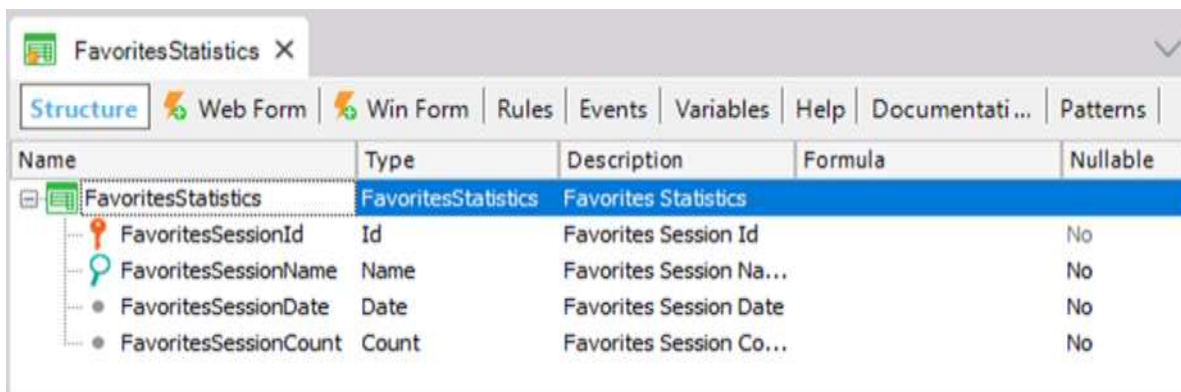 FavoritesStatistics X
Structure Web Form Win Form Rules Events Variables Help Documentati... Patterns
Name Type Description Formula Nullable
FavoritesStatistics FavoritesStatistics Favorites Statistics
FavoritesSessionId Id Favorites Session Id No
FavoritesSessionName Name Favorites Session Na... No
FavoritesSessionDate Date Favorites Session Date No
FavoritesSessionCount Count Favorites Session Co... No